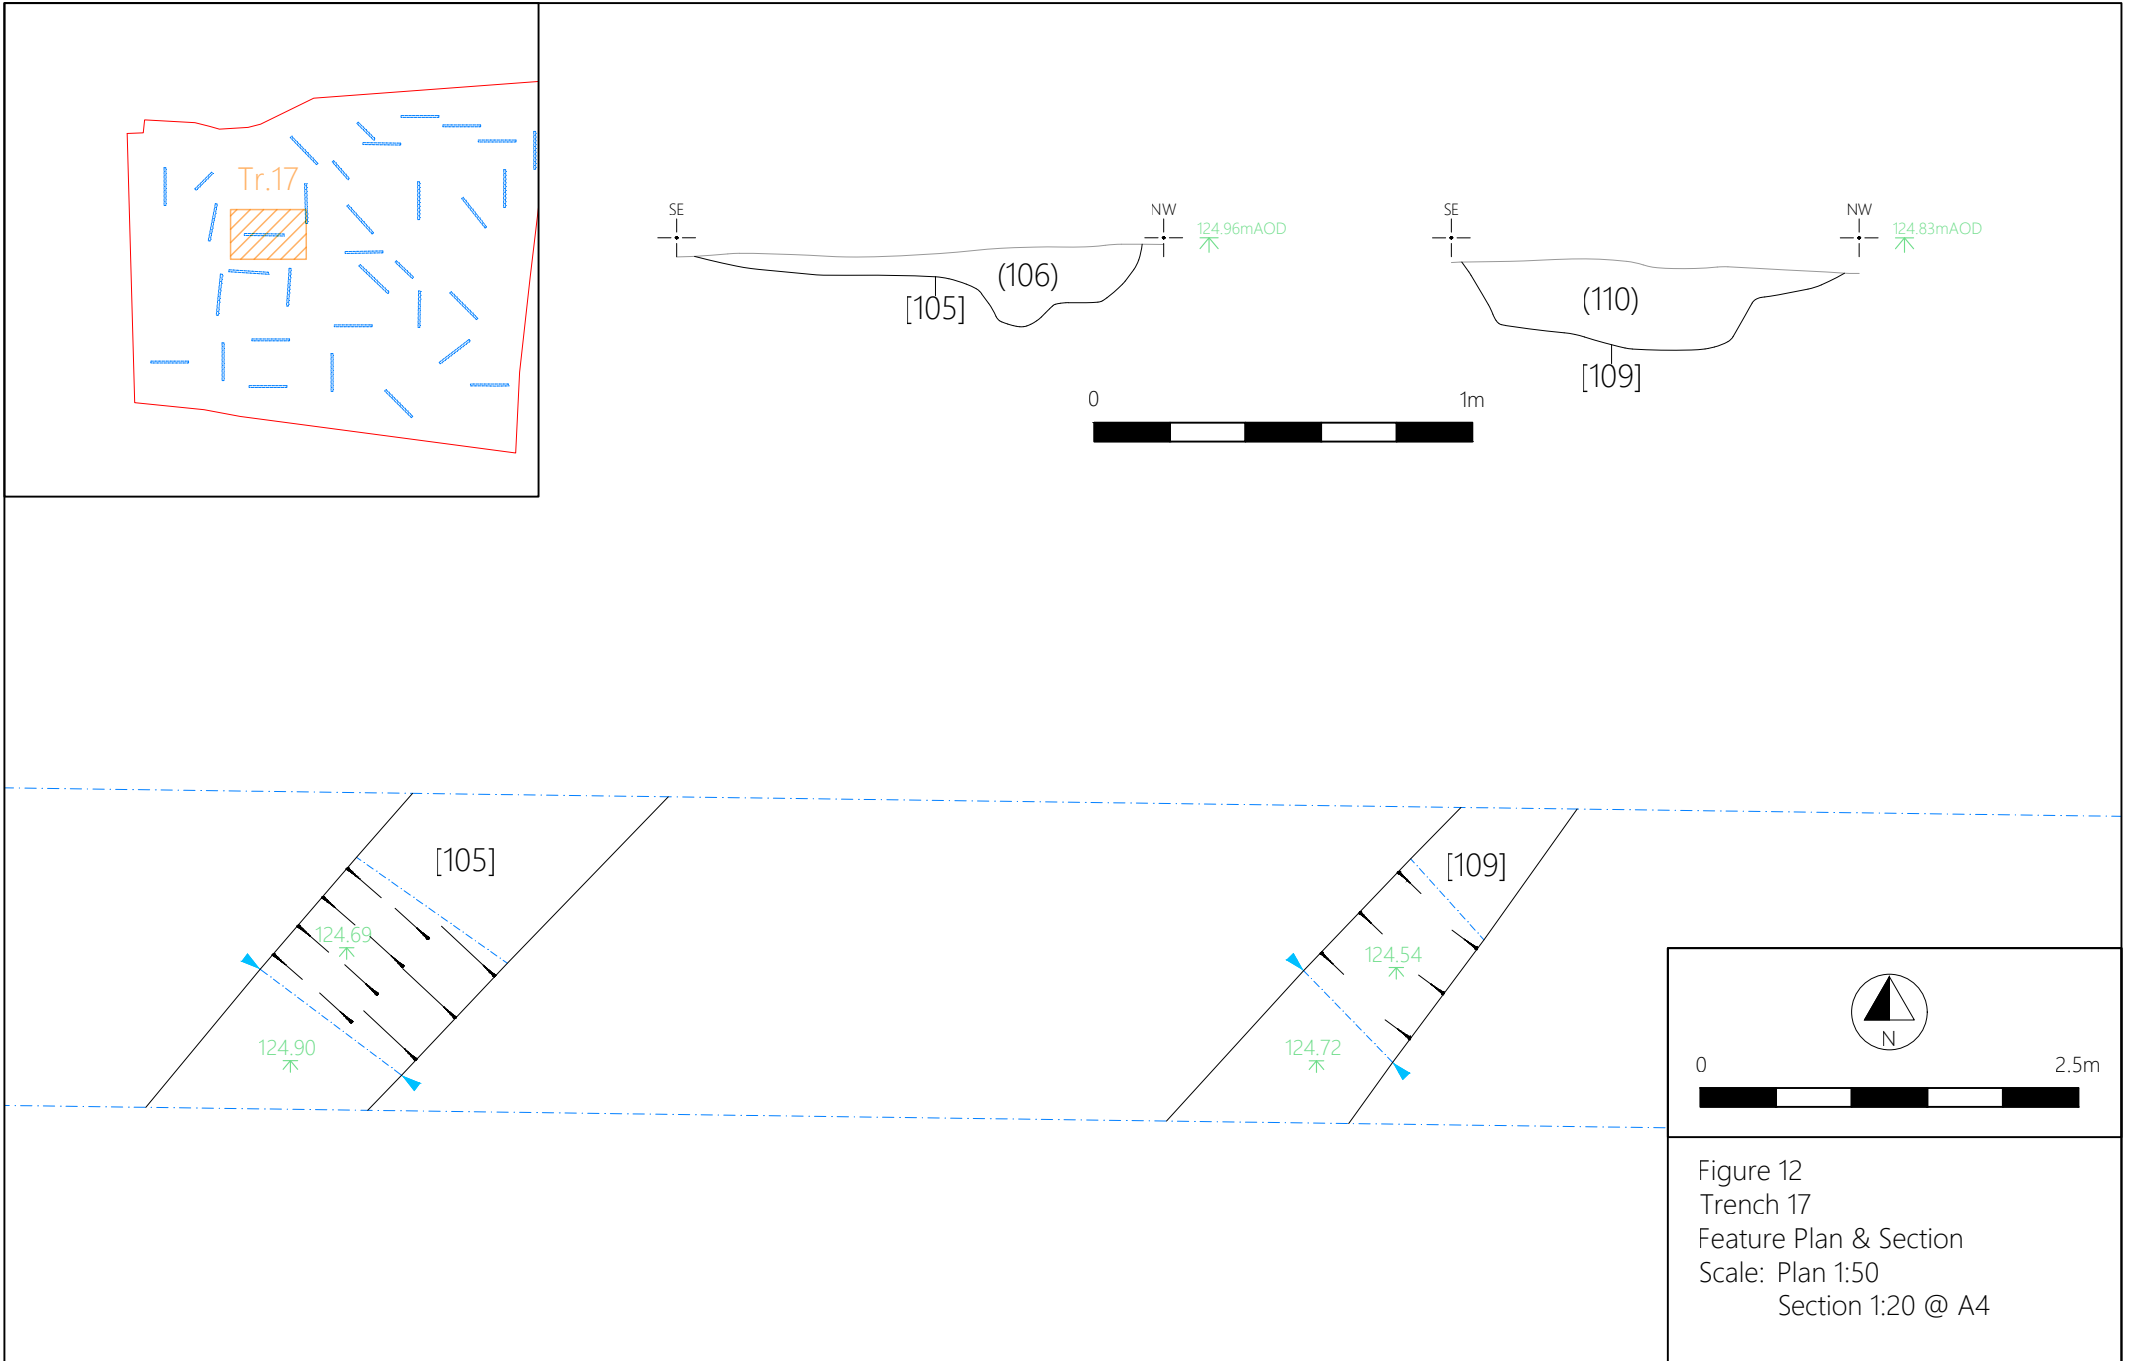 Tr.17
SE
NW
124.96mAOD
(106)
[105]
SE
NW
124.83mAOD
(110)
[109]
0
1m
[105]
124.69
124.90
[109]
124.54
124.72
N
0
2.5m
Figure 12
Trench 17
Feature Plan & Section
Scale: Plan 1:50
Section 1:20 @ A4